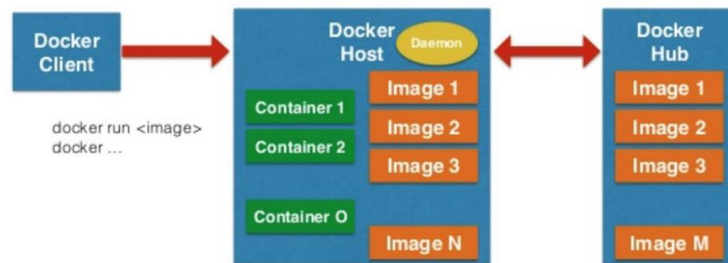 Docker
Client
docker run <image>
docker ...
Docker
Host
Daemon
Container 1
Container 2
Container O
Image 1
Image 2
Image 3
Image N
Docker
Hub
Image 1
Image 2
Image 3
Image M